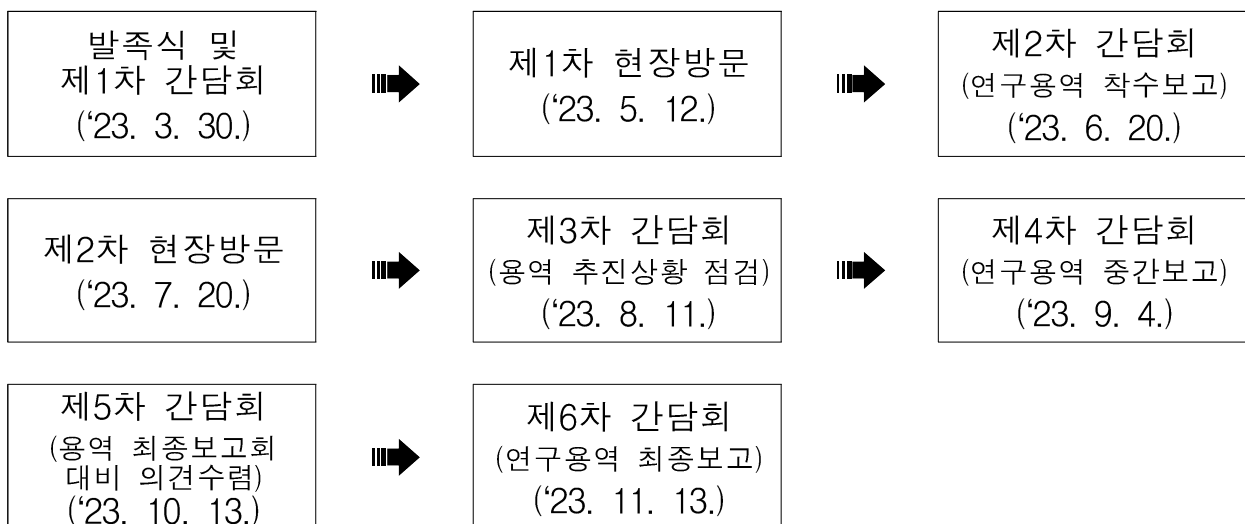 발족식 및
제1차 간담회
(‘23. 3. 30.)
제1차 현장방문
(‘23. 5. 12.)
제2차 간담회
(연구용역 착수보고)
(‘23. 6. 20.)
제2차 현장방문
(‘23. 7. 20.)
제3차 간담회
(용역 추진상황 점검)
(‘23. 8. 11.)
제4차 간담회
(연구용역 중간보고)
(‘23. 9. 4.)
제5차 간담회
(용역 최종보고회
대비 의견수렴)
(‘23. 10. 13.)
제6차 간담회
(연구용역 최종보고)
(‘23. 11. 13.)